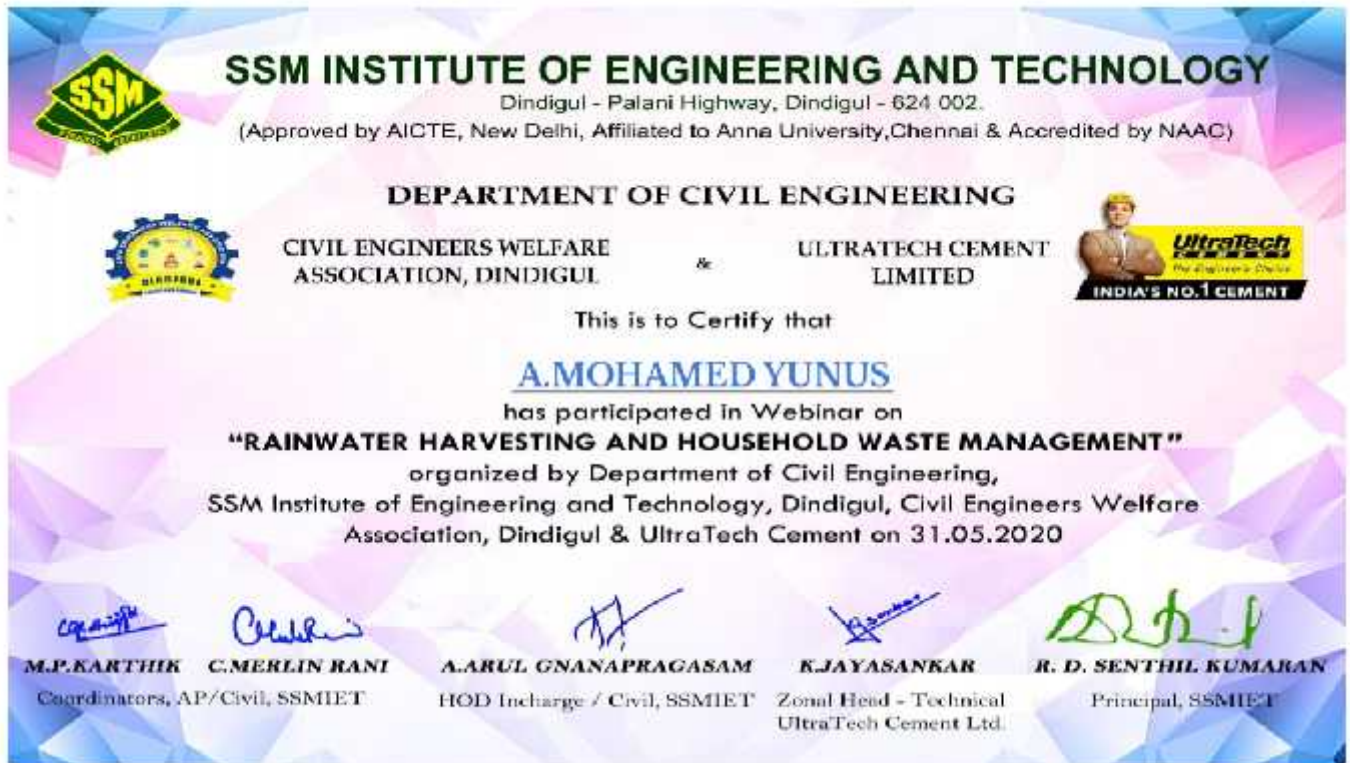 SSM
SSM INSTITUTE OF ENGINEERING AND TECHNOLOGY
Dindigul - Palani Highway, Dindigul - 624 002.
(Approved by AICTE, New Delhi, Affiliated to Anna University,Chennai & Accredited by NAAC)
DEPARTMENT OF CIVIL ENGINEERING
CIVIL ENGINEERS WELFARE
ASSOCIATION, DINDIGUL
&
ULTRATECH CEMENT
LIMITED
UltraTech
CEMENT
The Engineer's Choice
INDIA'S NO.1 CEMENT
This is to Certify that
A.MOHAMED YUNUS
has participated in Webinar on
“RAINWATER HARVESTING AND HOUSEHOLD WASTE MANAGEMENT”
organized by Department of Civil Engineering,
SSM Institute of Engineering and Technology, Dindigul, Civil Engineers Welfare
Association, Dindigul & UltraTech Cement on 31.05.2020
M.P.KARTHIK C.MERLIN RANI
Coordinators, AP/Civil, SSMIET
A.ARUL GNANAPRAGASAM
HOD Incharge / Civil, SSMIET
K.JAYASANKAR
Zonal Head - Technical
UltraTech Cement Ltd.
R. D. SENTHIL KUMARAN
Principal, SSMIET